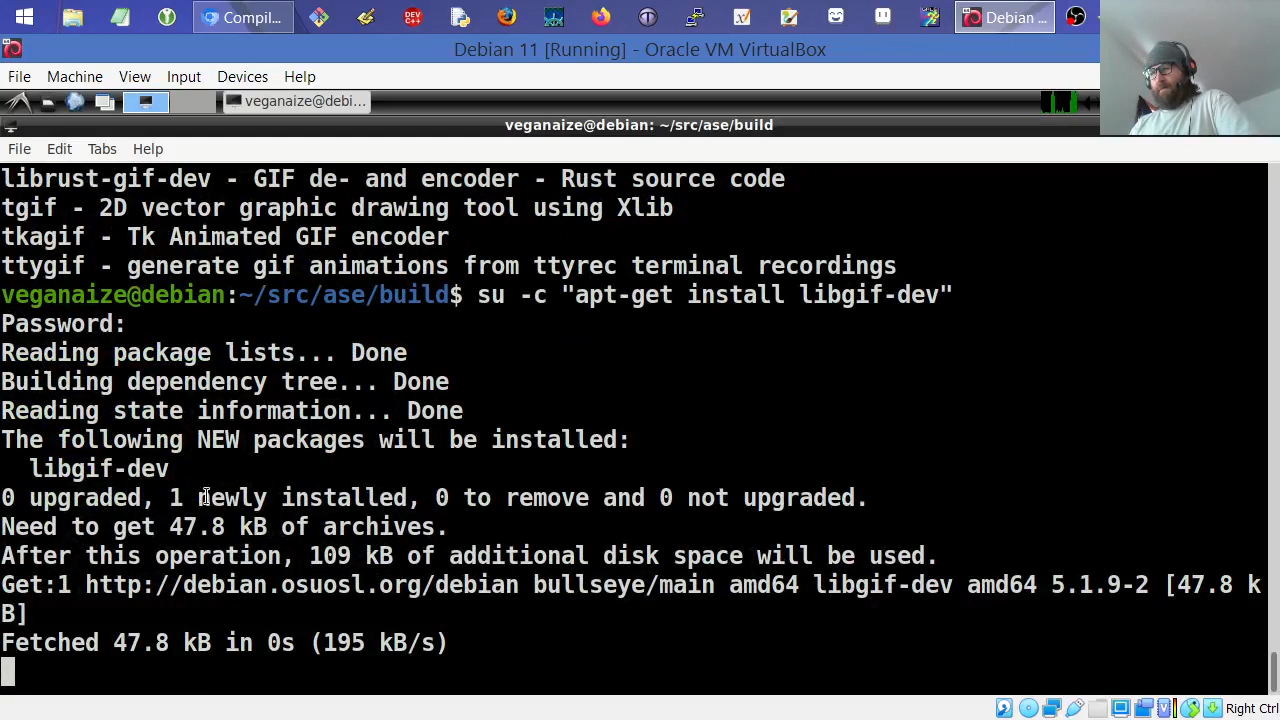 Compil...
DEV
C++
Debian ...
Debian 11 [Running] - Oracle VM VirtualBox
File Machine View Input Devices Help
veganaize@debi...
veganaize@debian: ~/src/ase/build
File Edit Tabs Help
librust-gif-dev - GIF de- and encoder - Rust source code
tgif - 2D vector graphic drawing tool using Xlib
tkagif - Tk Animated GIF encoder
ttygif - generate gif animations from ttyrec terminal recordings
veganaize@debian:~/src/ase/build$ su -c "apt-get install libgif-dev"
Password:
Reading package lists... Done
Building dependency tree... Done
Reading state information... Done
The following NEW packages will be installed:
libgif-dev
0 upgraded, 1 newly installed, 0 to remove and 0 not upgraded.
Need to get 47.8 kB of archives.
After this operation, 109 kB of additional disk space will be used.
Get:1 http://debian.osuosl.org/debian bullseye/main amd64 libgif-dev amd64 5.1.9-2 [47.8 k
B]
Fetched 47.8 kB in 0s (195 kB/s)
Right Ctrl